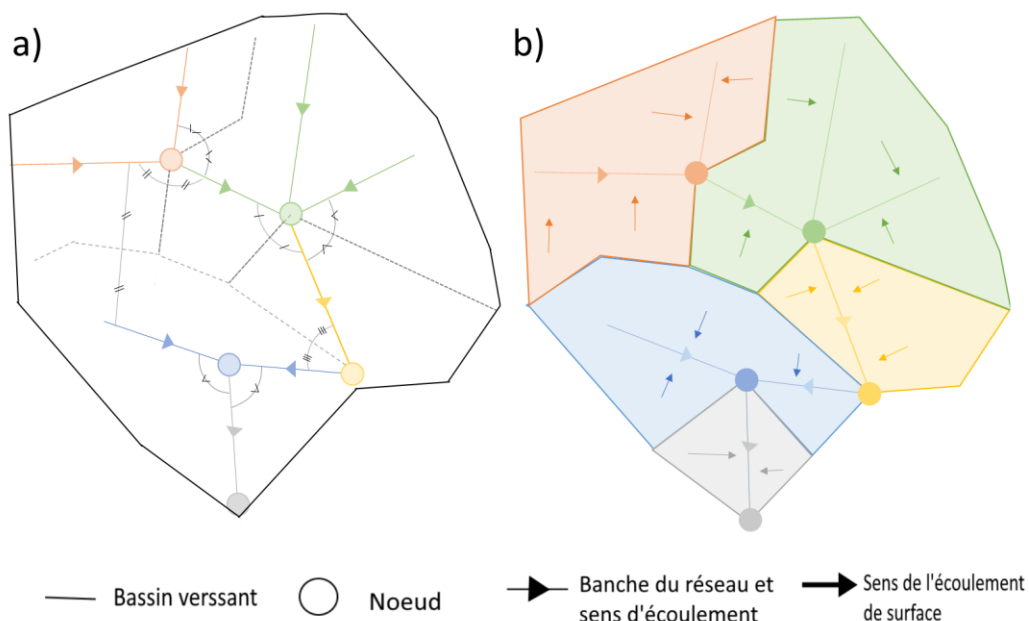 a)
b)
Bassin verssant
Noeud
Banche du réseau et
sens d'écoulement
Sens de l'écoulement
de surface